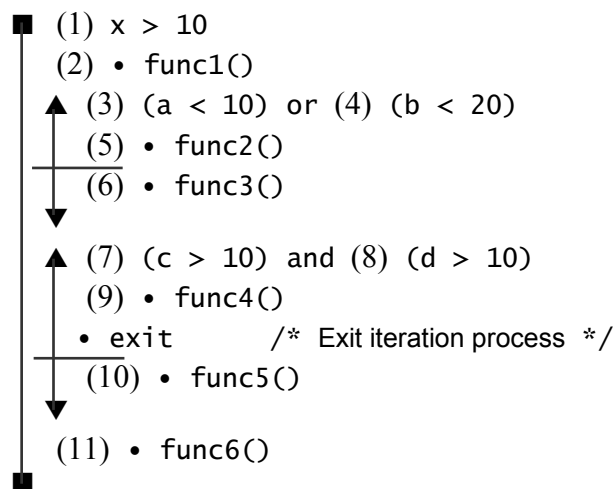 (1) x > 10
(2) • func1()
(3) (a < 10) or (4) (b < 20)
(5) • func2()
(6) • func3()
(7) (c > 10) and (8) (d > 10)
(9) • func4()
• exit /* Exit iteration process */
(10) • func5()
(11) • func6()